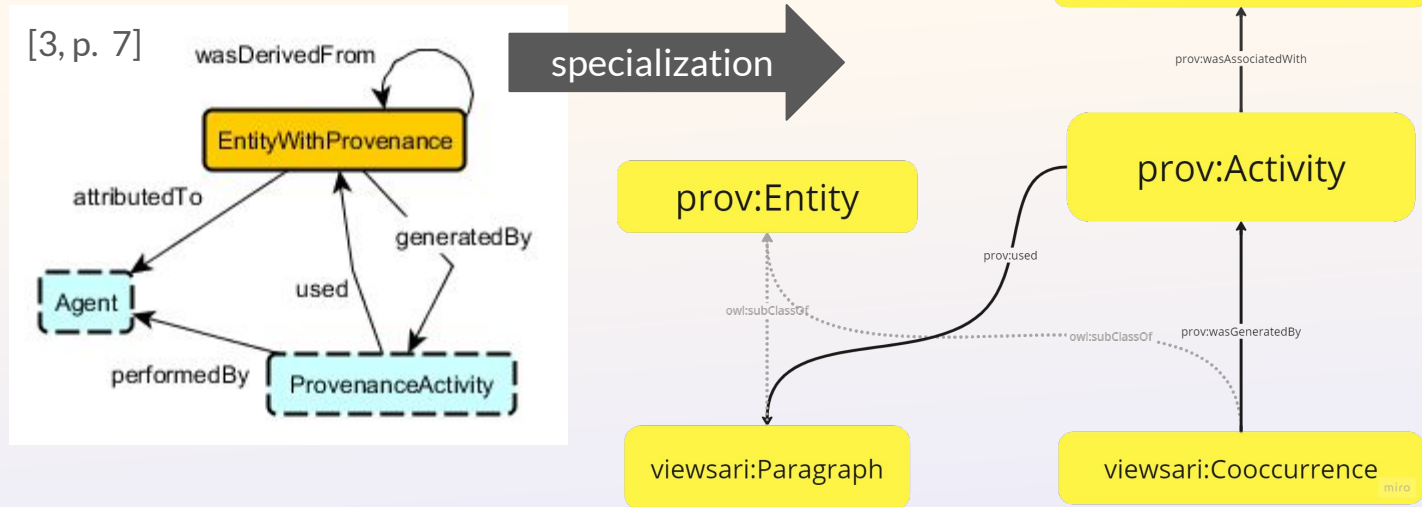 [3, p. 7]
wasDerivedFrom
EntityWithProvenance
attributedTo
generatedBy
used
Agent
performedBy
ProvenanceActivity
specialization
prov:wasAssociatedWith
prov:Activity
prov:Entity
prov:used
owl:subClassOf
owl:subClassOf
prov:wasGeneratedBy
viewsari:Paragraph
viewsari:Cooccurrence
miro